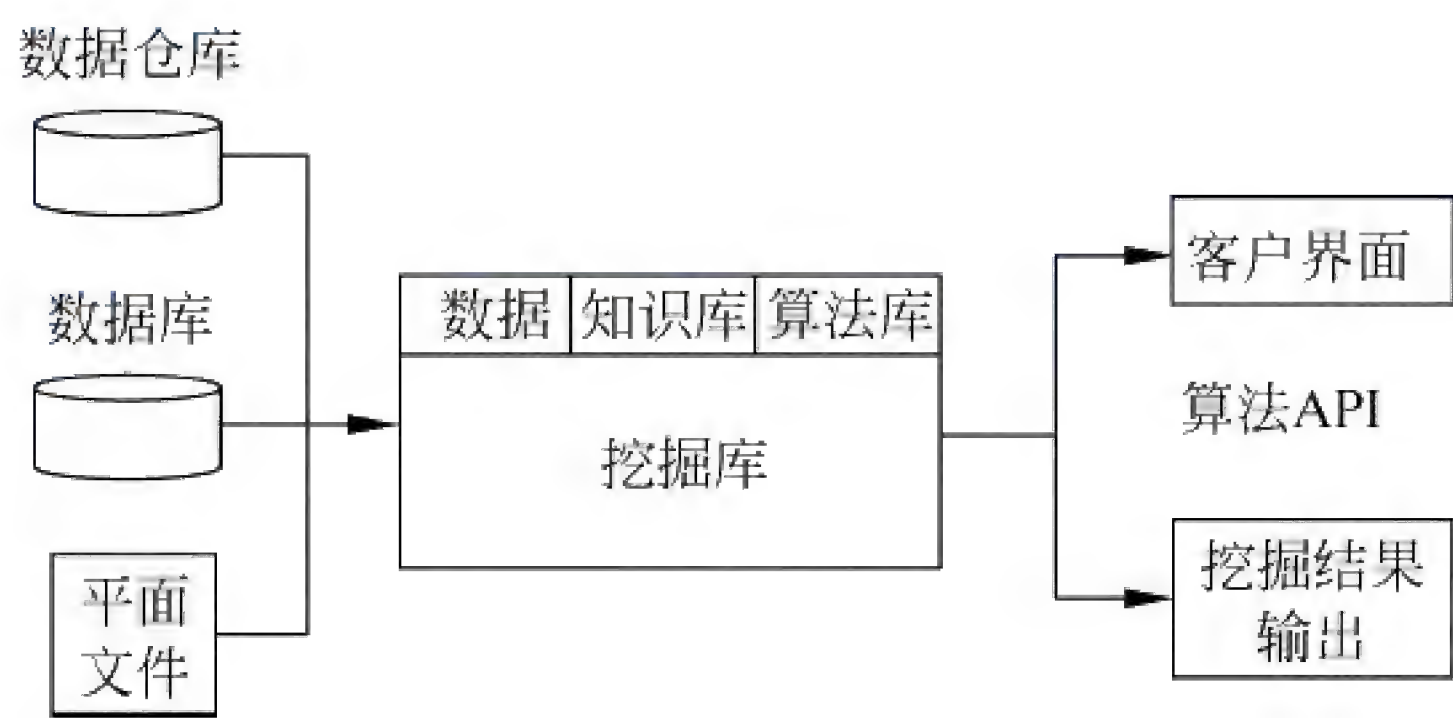 数据仓库
数据库
平面
文件
数据
知识库
算法库
挖掘库
客户界面
算法API
挖掘结果
输出